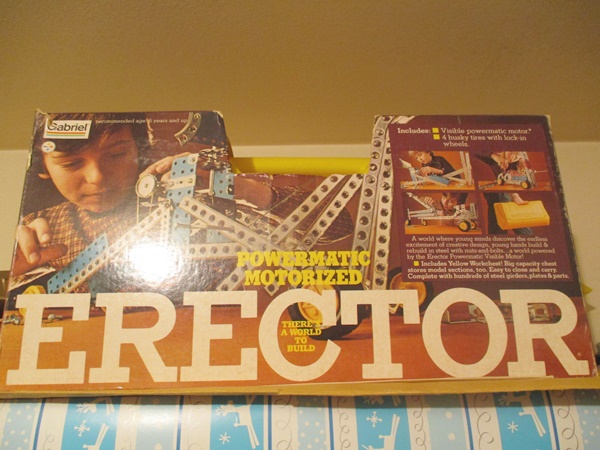 Gabriel
recommended age 8 years and up
Includes: Visible powermatic motor.*
4 husky tires with lock-in
wheels.
A world where young minds discover the endless
excitement of creative design, young hands build &
rebuild in steel with nuts and bolts... a world powered
by the Erector Powermatic Visible Motor!
Includes Yellow Workchest! Big capacity chest
stores model sections, too. Easy to close and carry.
Complete with hundreds of steel girders, plates & parts.
POWERMATIC
MOTORIZED
ERECTOR
THERE'S
A WORLD
TO
BUILD